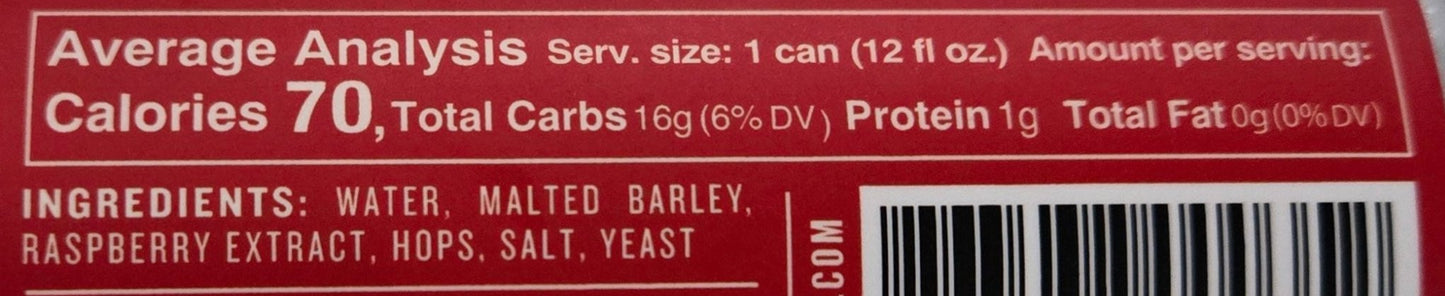 Average Analysis Serv. size: 1 can (12 fl oz.) Amount per serving:
Calories 70, Total Carbs 16g (6% DV) Protein 1g Total Fat 0g (0% DV)
INGREDIENTS: WATER, MALTED BARLEY,
RASPBERRY EXTRACT, HOPS, SALT, YEAST
.COM